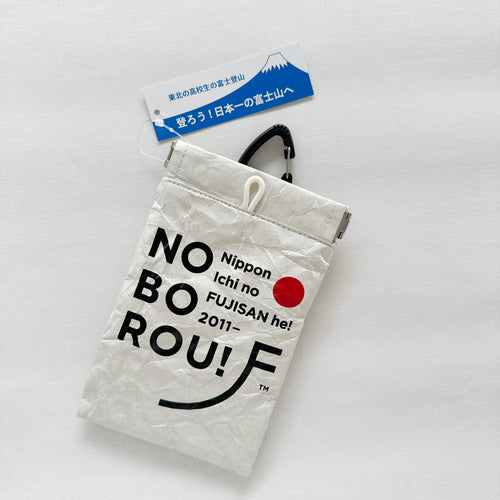 東北の高校生の富士登山
登ろう！日本一の富士山へ
NO
BO
ROU!
Nippon
Ichi no
FUJISAN he!
2011–
F
TM